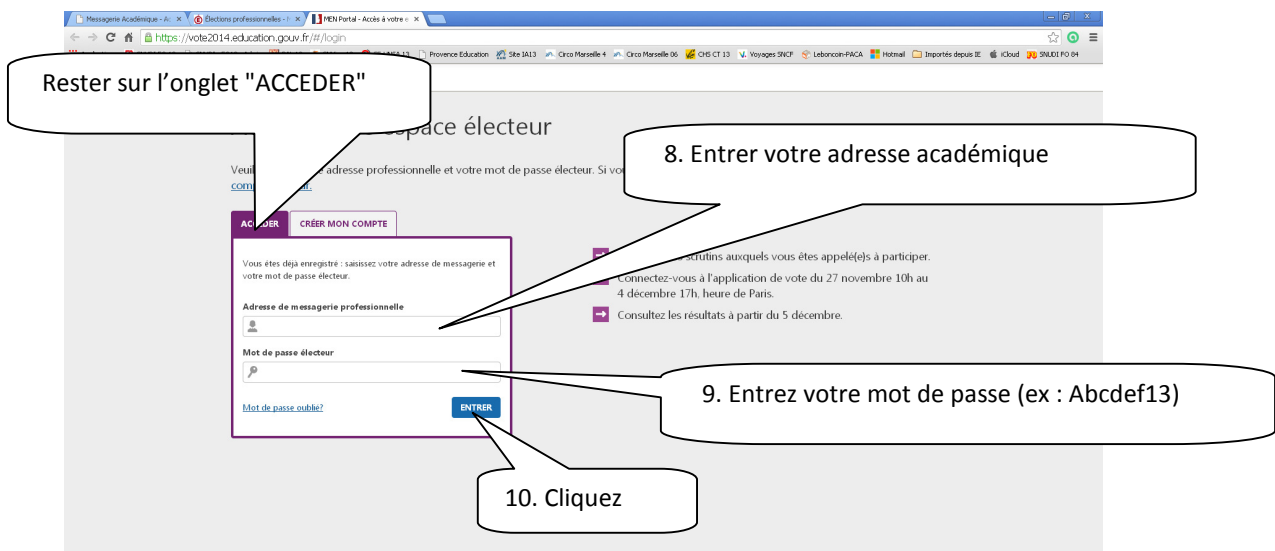 Messagerie Académique - Ac
Élections professionnelles -
MEN Portal - Accès à votre e
https://vote2014.education.gouv.fr/#/login
Provence Education
Site IA13
Circo Marseille 4
Circo Marseille 06
CHS CT 13
Voyages SNCF
Leboncoin-PACA
Hotmail
Importés depuis IE
iCloud
SNUDI FO 84
Rester sur l'onglet "ACCEDER"
espace électeur
8. Entrer votre adresse académique
adresse professionnelle et votre mot de passe électeur. Si
CRÉER MON COMPTE
Vous êtes déjà enregistré : saisissez votre adresse de messagerie et
votre mot de passe électeur.
Adresse de messagerie professionnelle
Mot de passe électeur
Mot de passe oublié?
ENTRER
scrutins auxquels vous êtes appelé(e)s à participer.
Connectez-vous à l'application de vote du 27 novembre 10h au
4 décembre 17h, heure de Paris.
Consultez les résultats à partir du 5 décembre.
9. Entrez votre mot de passe (ex : Abcdef13)
10. Cliquez